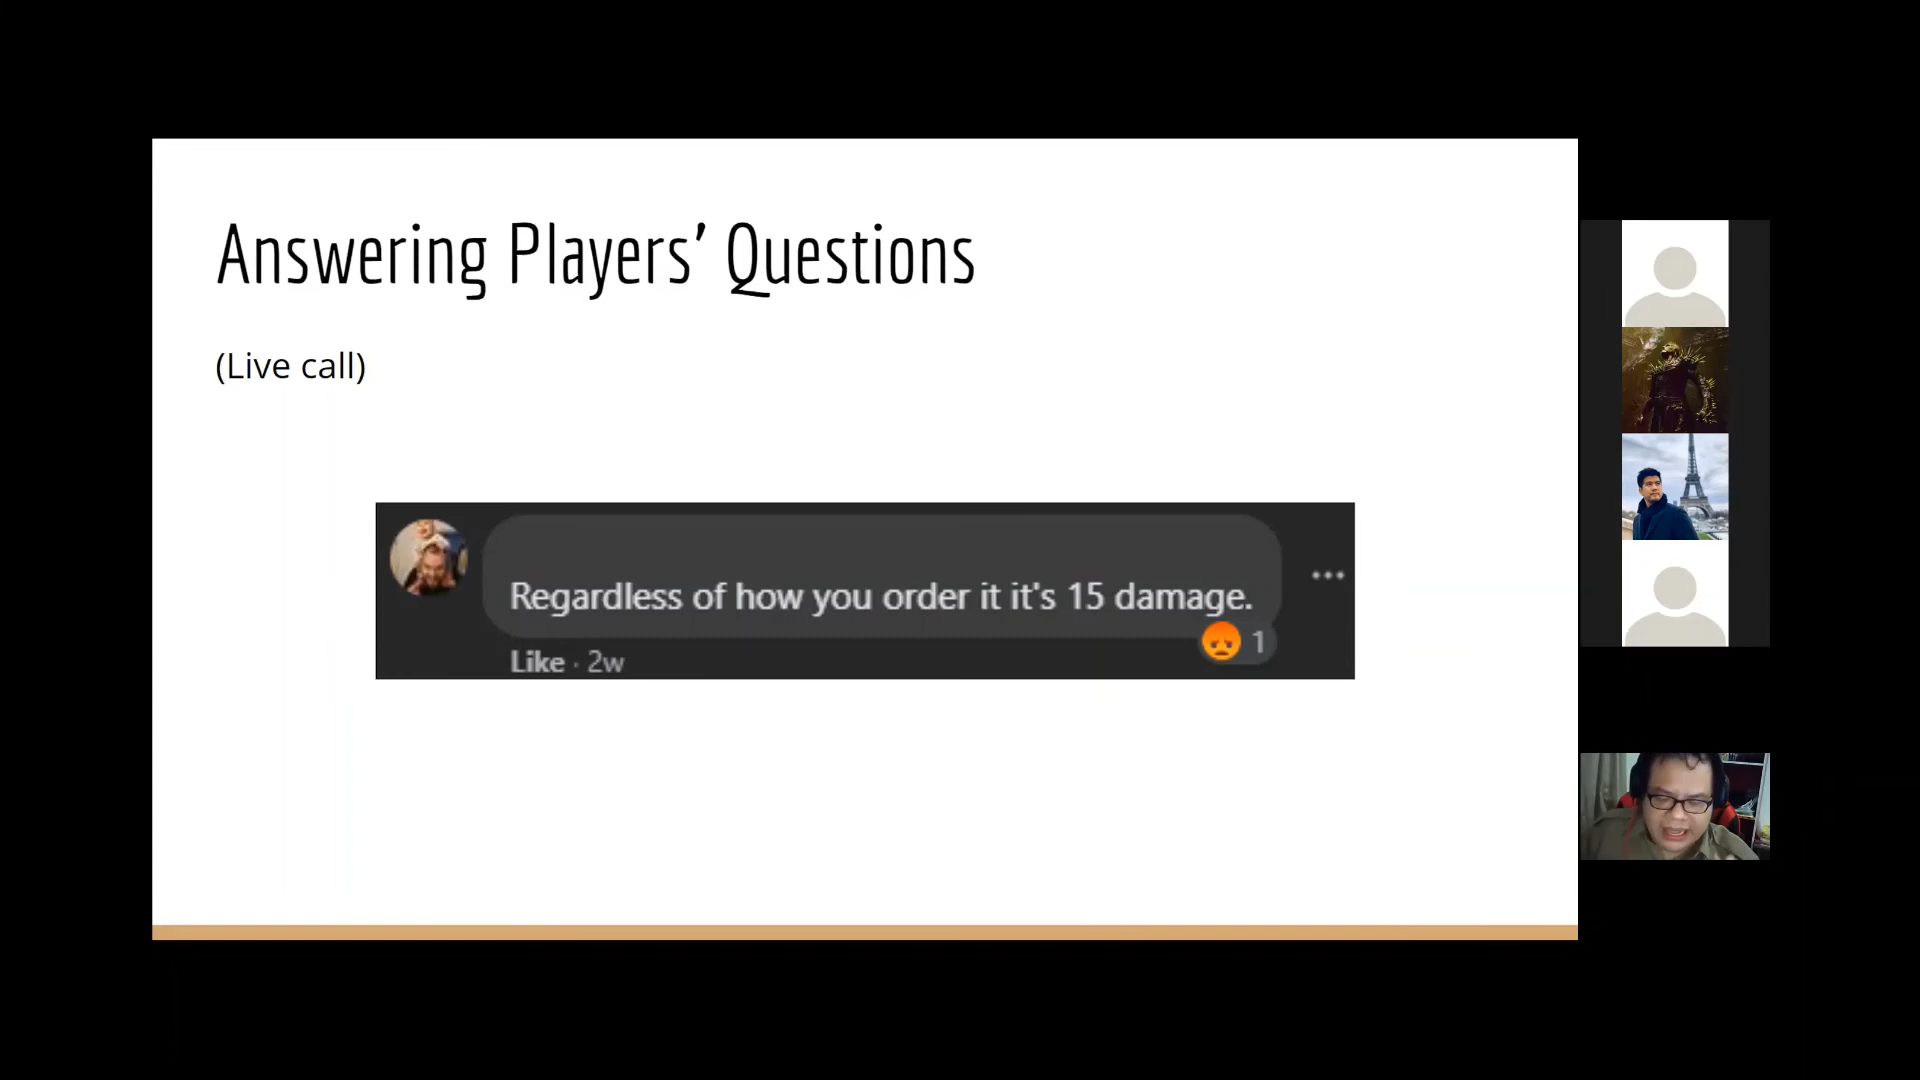 Answering Players’ Questions
(Live call)
Regardless of how you order it it's 15 damage.
1
Like · 2w